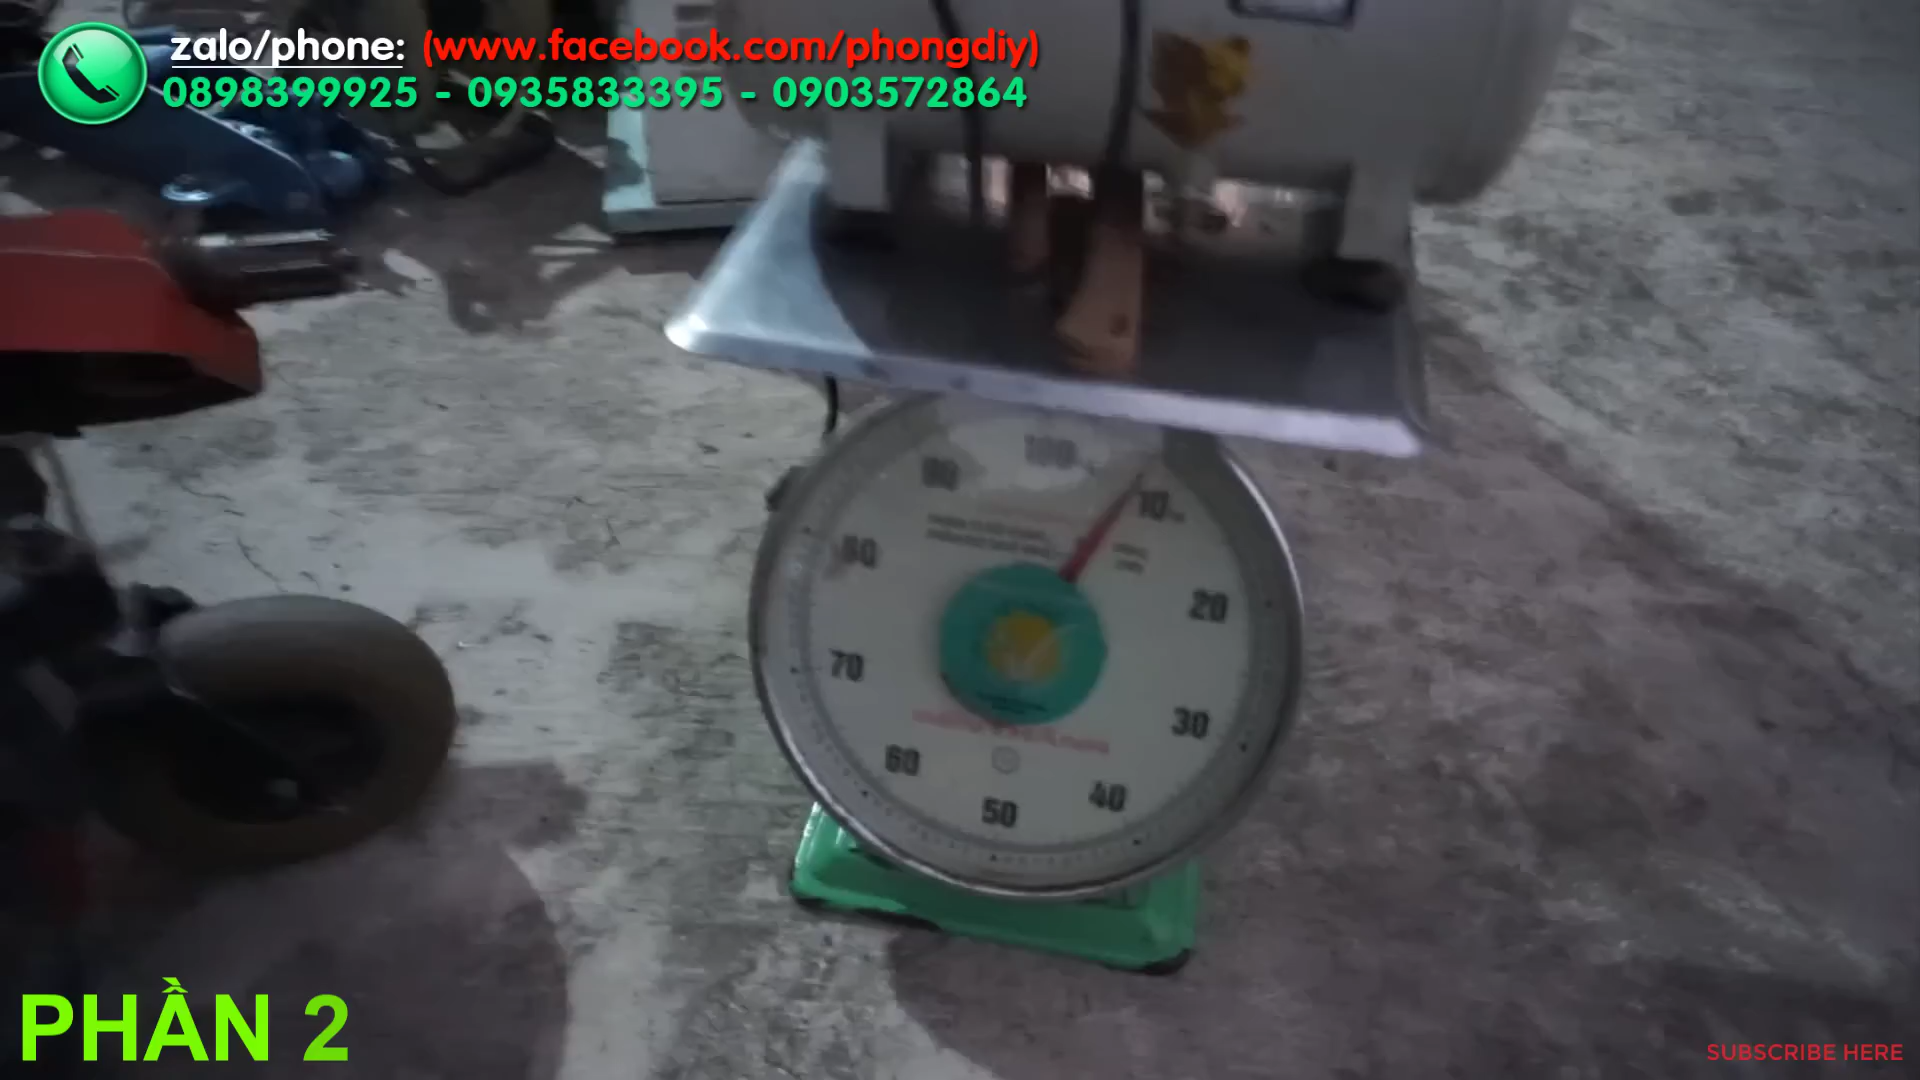 zalo/phone: (www.facebook.com/phongdiy)
0898399925 - 0935833395 - 0903572864
100
90
10
80
20
70
30
60
40
50
PHẦN 2
SUBSCRIBE HERE